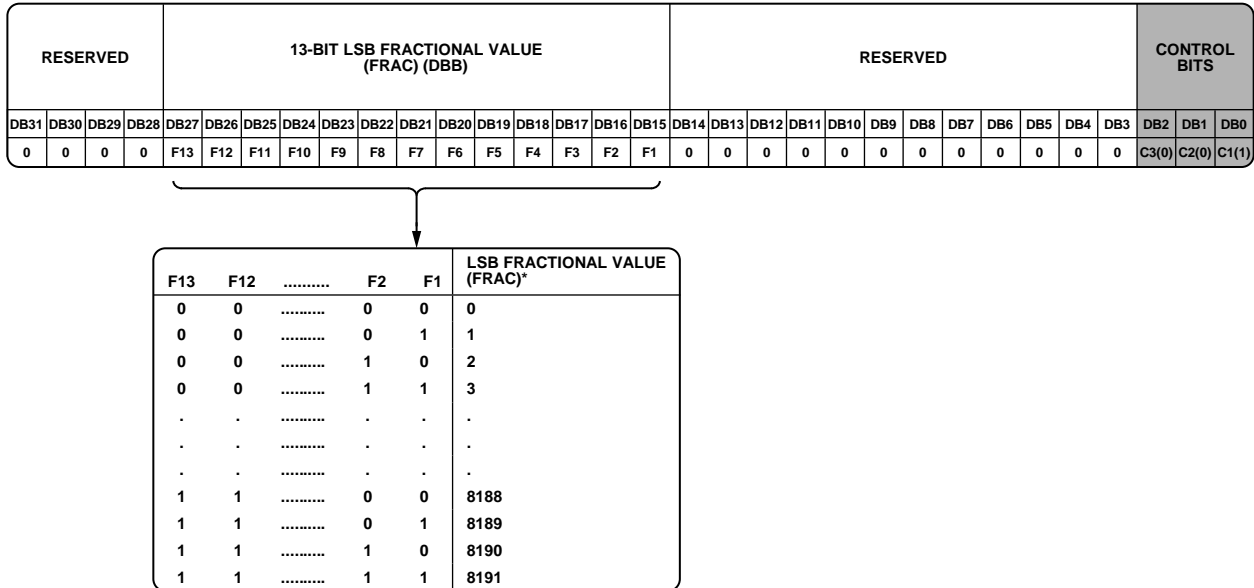 RESERVED 13-BIT LSB FRACTIONAL VALUE (FRAC) (DBB) RESERVED CONTROL BITS
DB31 DB30 DB29 DB28 DB27 DB26 DB25 DB24 DB23 DB22 DB21 DB20 DB19 DB18 DB17 DB16 DB15 DB14 DB13 DB12 DB11 DB10 DB9 DB8 DB7 DB6 DB5 DB4 DB3 DB2 DB1 DB0
0 0 0 0 F13 F12 F11 F10 F9 F8 F7 F6 F5 F4 F3 F2 F1 0 0 0 0 0 0 0 0 0 0 0 0 C3(0) C2(0) C1(1)
F13 F12 .......... F2 F1 LSB FRACTIONAL VALUE (FRAC)*
0 0 .......... 0 0 0
0 0 .......... 0 1 1
0 0 .......... 1 0 2
0 0 .......... 1 1 3
. . .......... . . .
. . .......... . . .
. . .......... . . .
1 1 .......... 0 0 8188
1 1 .......... 0 1 8189
1 1 .......... 1 0 8190
1 1 .......... 1 1 8191